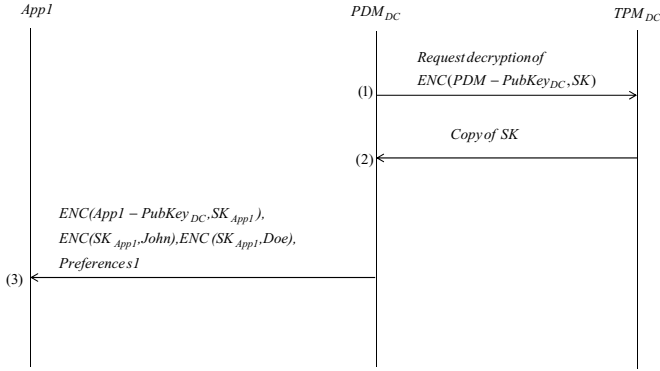 App1
PDM_DC
TPM_DC
Request decryption of
ENC(PDM − PubKey_DC, SK)
(1)
Copy of SK
(2)
ENC(App1 − PubKey_DC, SK_App1),
ENC(SK_App1, John), ENC(SK_App1, Doe),
Preferences1
(3)